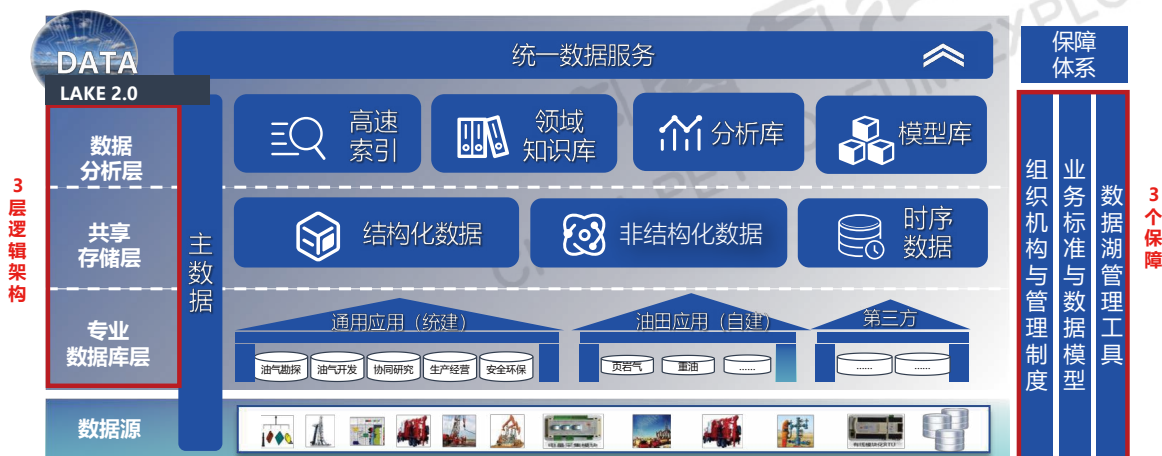 DATA
LAKE 2.0
统一数据服务
保障
体系
3层逻辑架构
数据
分析层
共享
存储层
专业
数据库层
数据源
主数据
高速
索引
领域
知识库
分析库
模型库
结构化数据
非结构化数据
时序
数据
通用应用（统建）
油气勘探
油气开发
协同研究
生产经营
安全环保
油田应用（自建）
页岩气
重油
......
第三方
......
......
组织机构与管理制度
业务标准与数据模型
数据湖管理工具
3个保障